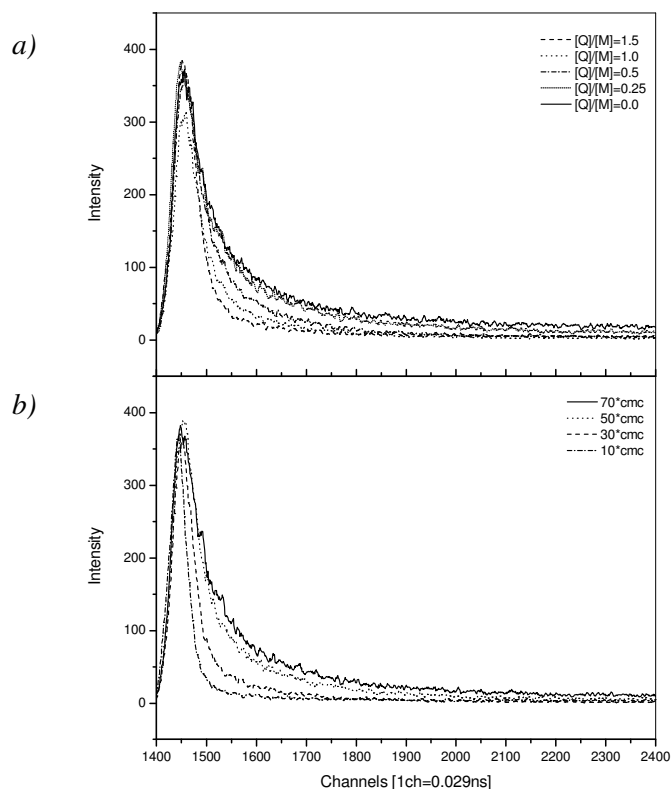 a)
400
300
200
100
0
Intensity
[Q]/[M]=1.5
[Q]/[M]=1.0
[Q]/[M]=0.5
[Q]/[M]=0.25
[Q]/[M]=0.0
b)
400
300
200
100
0
Intensity
70*cmc
50*cmc
30*cmc
10*cmc
1400 1500 1600 1700 1800 1900 2000 2100 2200 2300 2400
Channels [1ch=0.029ns]